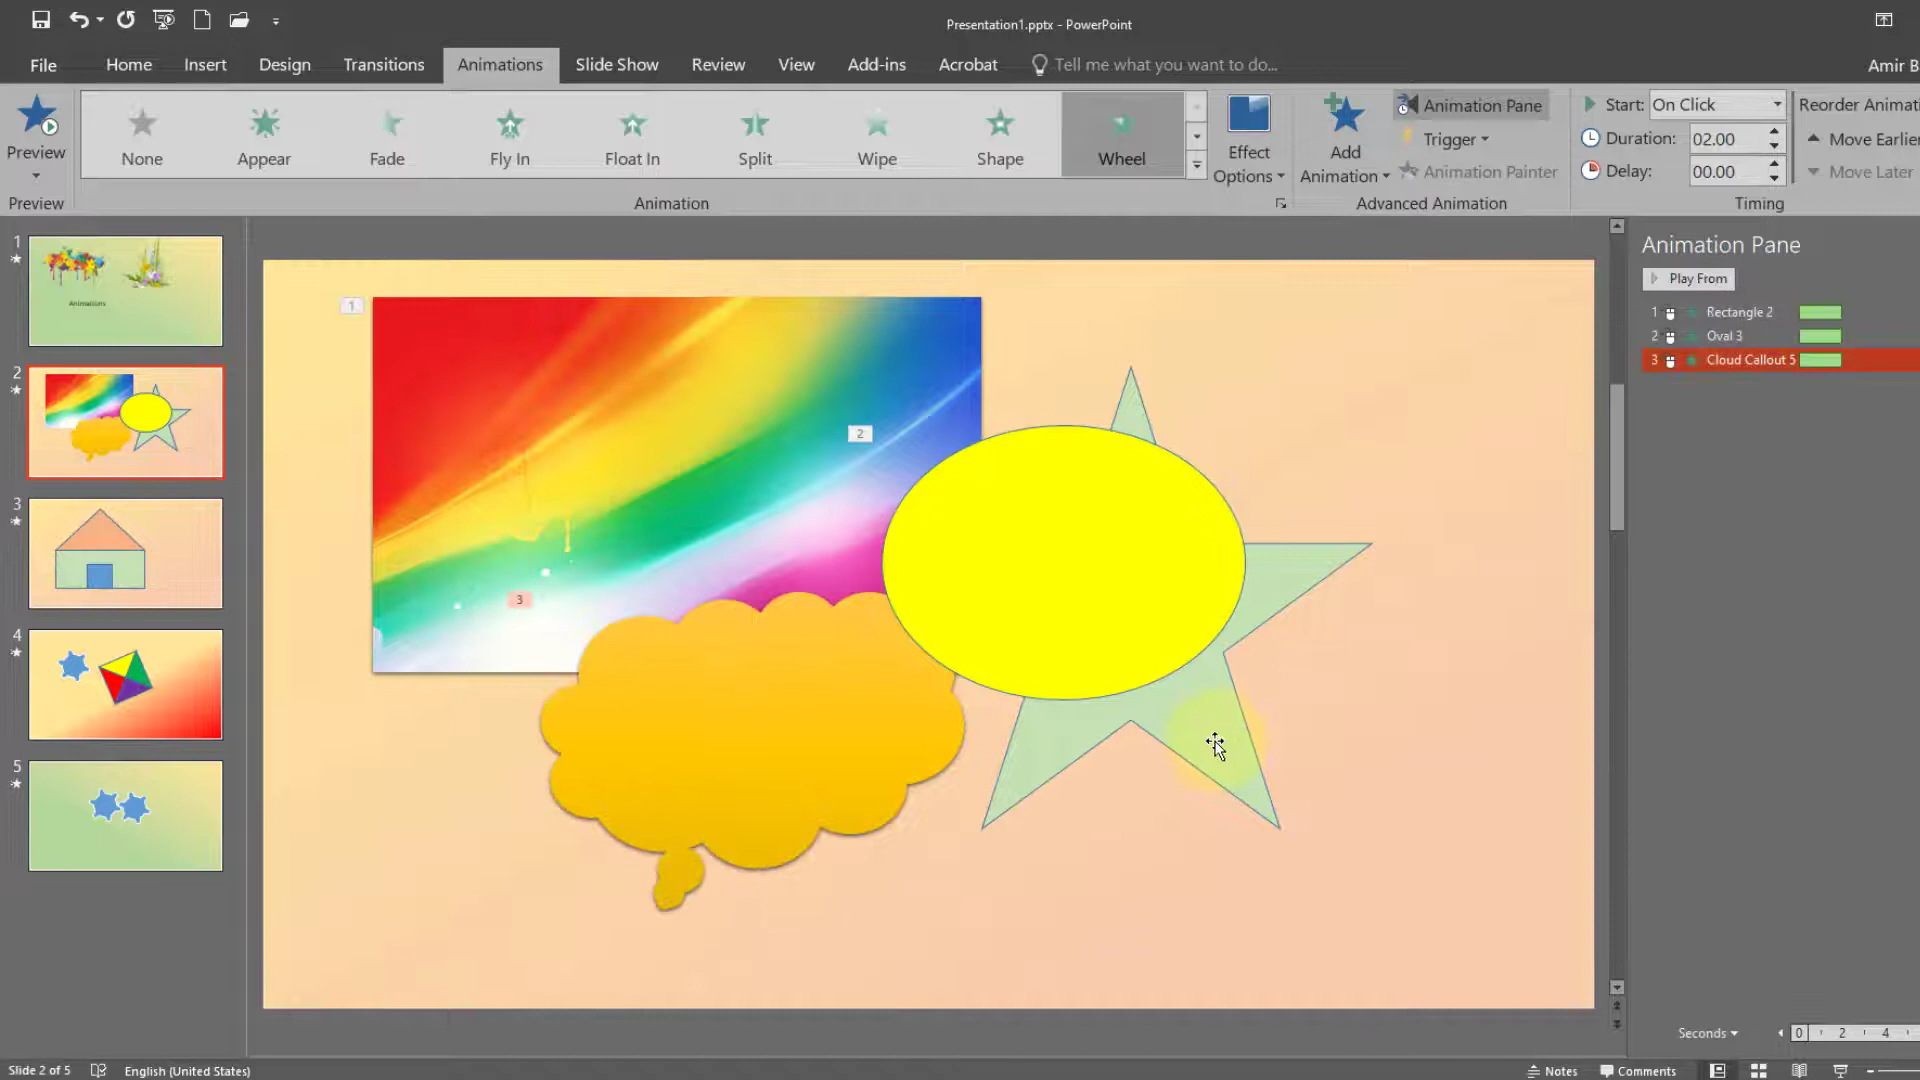 Presentation1.pptx - PowerPoint
File Home Insert Design Transitions Animations Slide Show Review View Add-ins Acrobat Tell me what you want to do... Amir B
Preview
None Appear Fade Fly In Float In Split Wipe Shape Wheel
Effect Options
Add Animation
Animation Pane
Trigger
Animation Painter
Start: On Click
Duration: 02.00
Delay: 00.00
Reorder Animati
Move Earlier
Move Later
Preview Animation Advanced Animation Timing
1
Animations
2
3
4
5
1
2
3
Animation Pane
Play From
1 Rectangle 2
2 Oval 3
3 Cloud Callout 5
Seconds 0 2 4
Slide 2 of 5 English (United States) Notes Comments